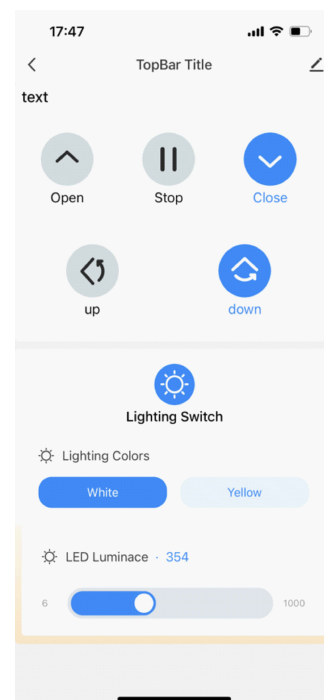 17:47
TopBar Title
text
Open Stop Close
up down
Lighting Switch
Lighting Colors
White Yellow
LED Luminace · 354
6 1000